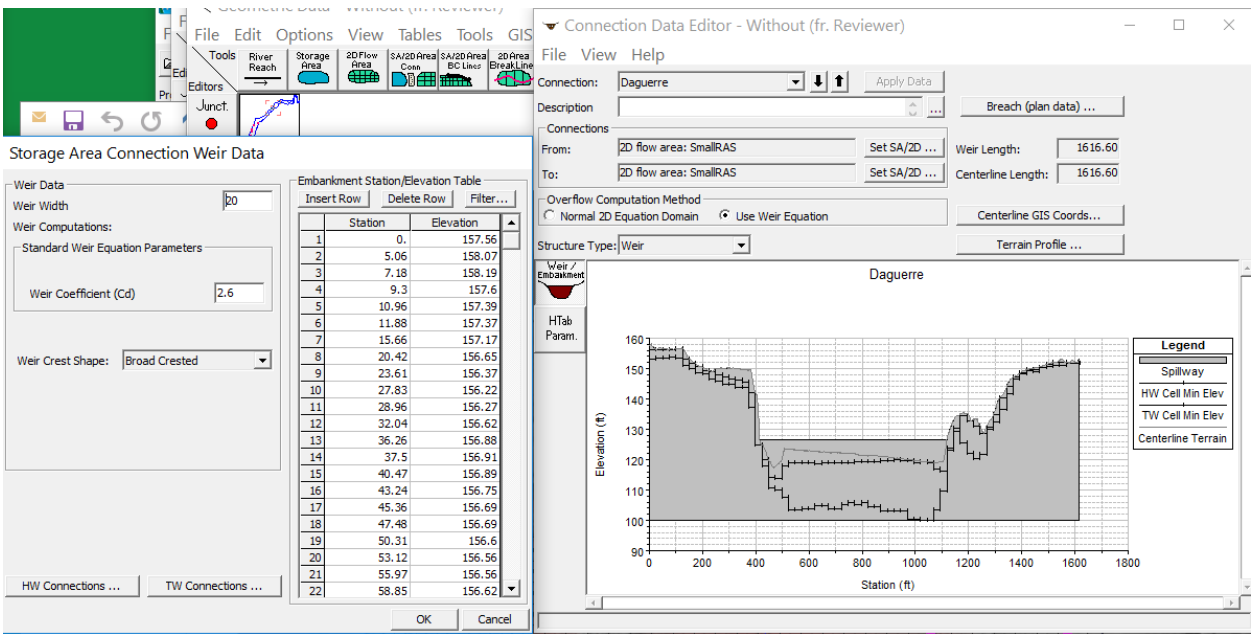 Geometric Data - Without (fr. Reviewer)
File Edit Options View Tables Tools GIS
Tools
Editors
River
Reach
Storage
Area
2D Flow
Area
SA/2D Area
Conn
SA/2D Area
BC Lines
2D Area
BreakLine
Junct.
Storage Area Connection Weir Data
Weir Data
Weir Width 20
Weir Computations:
Standard Weir Equation Parameters
Weir Coefficient (Cd) 2.6
Weir Crest Shape: Broad Crested
HW Connections ... TW Connections ...
Embankment Station/Elevation Table
Insert Row Delete Row Filter...
Station Elevation
1 0. 157.56
2 5.06 158.07
3 7.18 158.19
4 9.3 157.6
5 10.96 157.39
6 11.88 157.37
7 15.66 157.17
8 20.42 156.65
9 23.61 156.37
10 27.83 156.22
11 28.96 156.27
12 32.04 156.62
13 36.26 156.88
14 37.5 156.91
15 40.47 156.89
16 43.24 156.75
17 45.36 156.69
18 47.48 156.69
19 50.31 156.6
20 53.12 156.56
21 55.97 156.56
22 58.85 156.62
OK Cancel
Connection Data Editor - Without (fr. Reviewer)
File View Help
Connection: Daguerre Apply Data
Description ... Breach (plan data) ...
Connections
From: 2D flow area: SmallRAS Set SA/2D ... Weir Length: 1616.60
To: 2D flow area: SmallRAS Set SA/2D ... Centerline Length: 1616.60
Overflow Computation Method
Normal 2D Equation Domain Use Weir Equation Centerline GIS Coords...
Structure Type: Weir Terrain Profile ...
Weir /
Embankment
HTab
Param.
Daguerre
160
150
140
130
120
110
100
90
Elevation (ft)
0 200 400 600 800 1000 1200 1400 1600 1800
Station (ft)
Legend
Spillway
HW Cell Min Elev
TW Cell Min Elev
Centerline Terrain